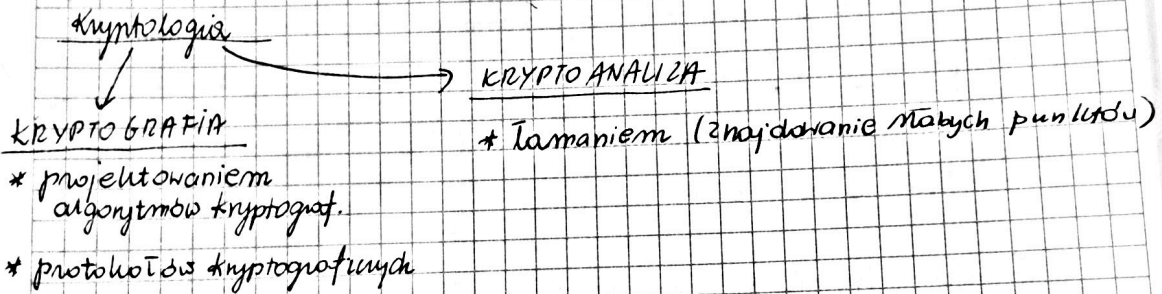 Kryptologia
KRYPTOGRAFIA
* projektowaniem
algorytmów kryptograf.
* protokołów kryptograficznych
KRYPTOANALIZA
* łamaniem (znajdowanie słabych punktów)